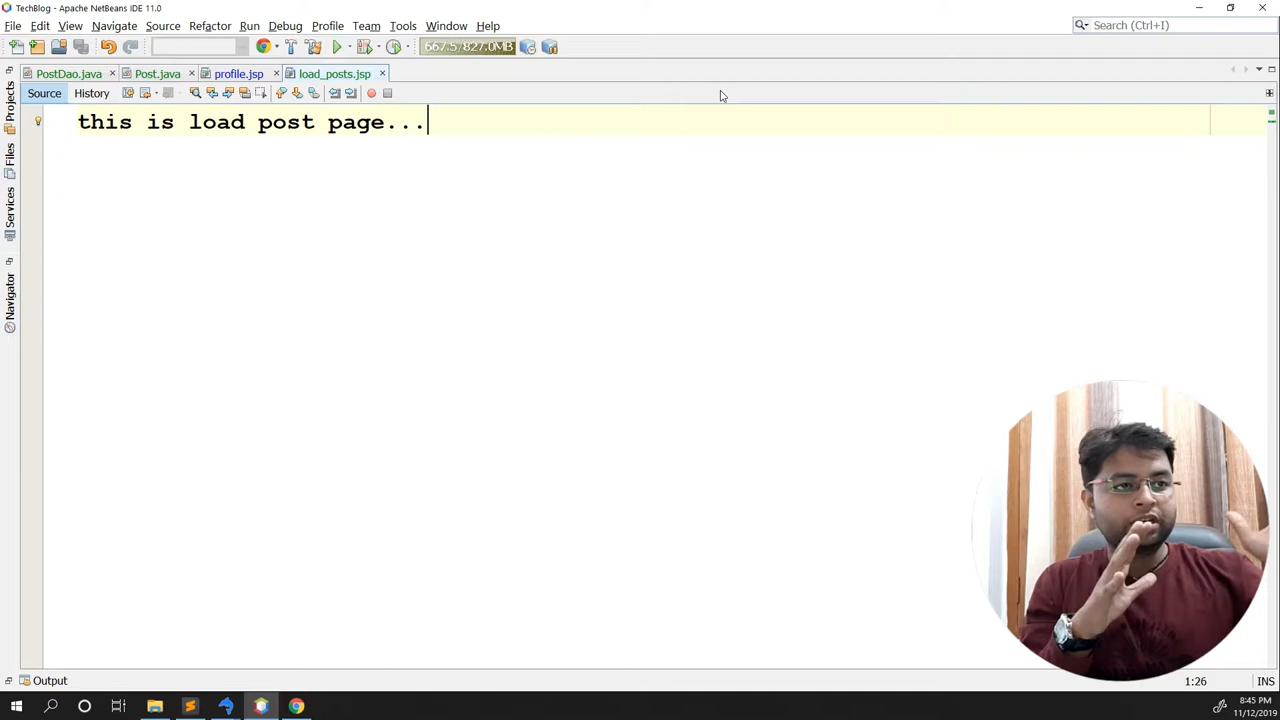 TechBlog - Apache NetBeans IDE 11.0
File Edit View Navigate Source Refactor Run Debug Profile Team Tools Window Help
Search (Ctrl+I)
667.5/827.0MB
PostDao.java Post.java profile.jsp load_posts.jsp
Source History
this is load post page...
Projects
Files
Services
Navigator
Output
1:26 INS
8:45 PM
11/12/2019